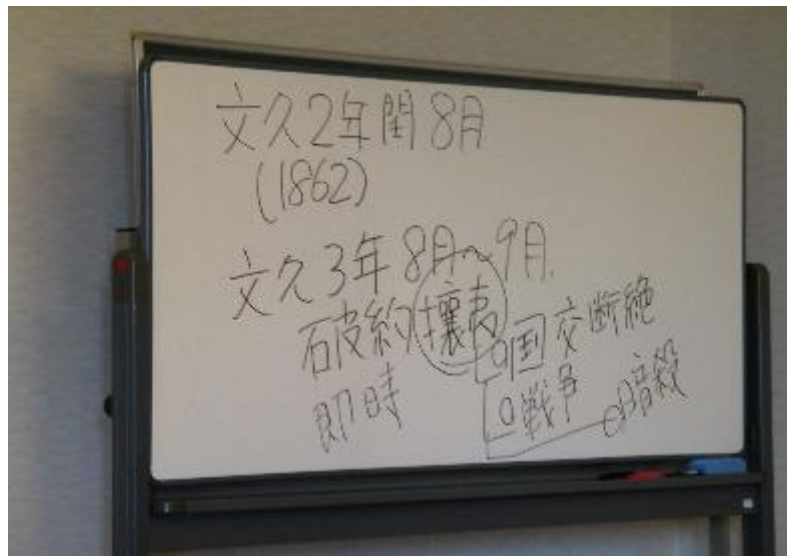 文久2年閏8月
(1862)
文久3年8月~9月
破約攘夷
○国交断絶
即時
○戦争
○暗殺